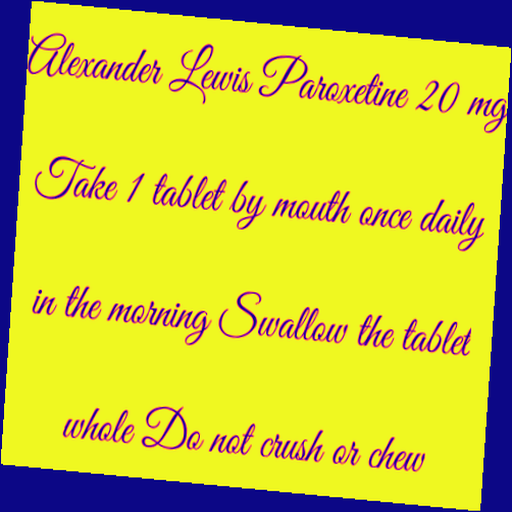 Alexander Lewis Paroxetine 20 mg
Take 1 tablet by mouth once daily
in the morning Swallow the tablet
whole Do not crush or chew